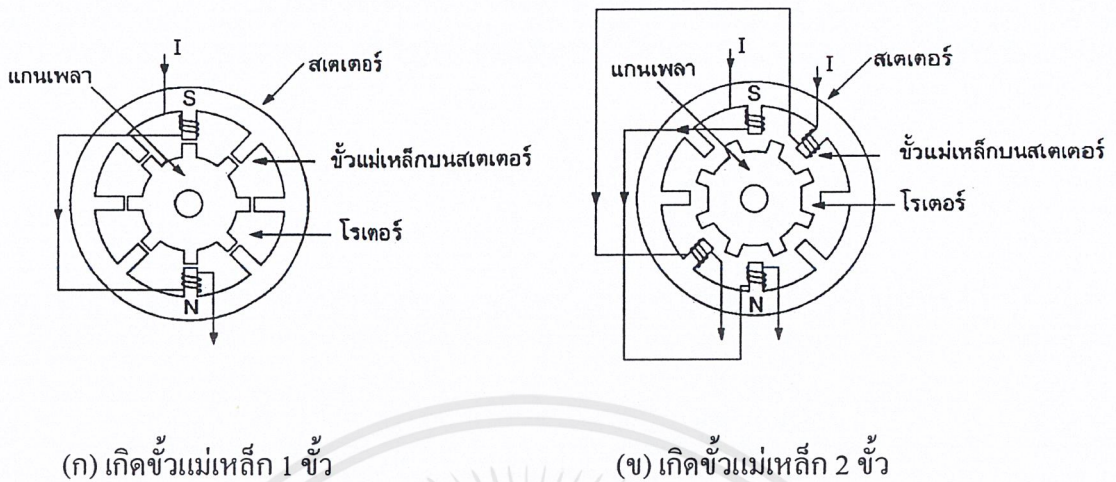 I
แกนเพลา
สเตเตอร์
S
ขั้วแม่เหล็กบนสเตเตอร์
โรเตอร์
N
(ก) เกิดขั้วแม่เหล็ก 1 ขั้ว
I
I
แกนเพลา
สเตเตอร์
S
ขั้วแม่เหล็กบนสเตเตอร์
โรเตอร์
N
(ข) เกิดขั้วแม่เหล็ก 2 ขั้ว